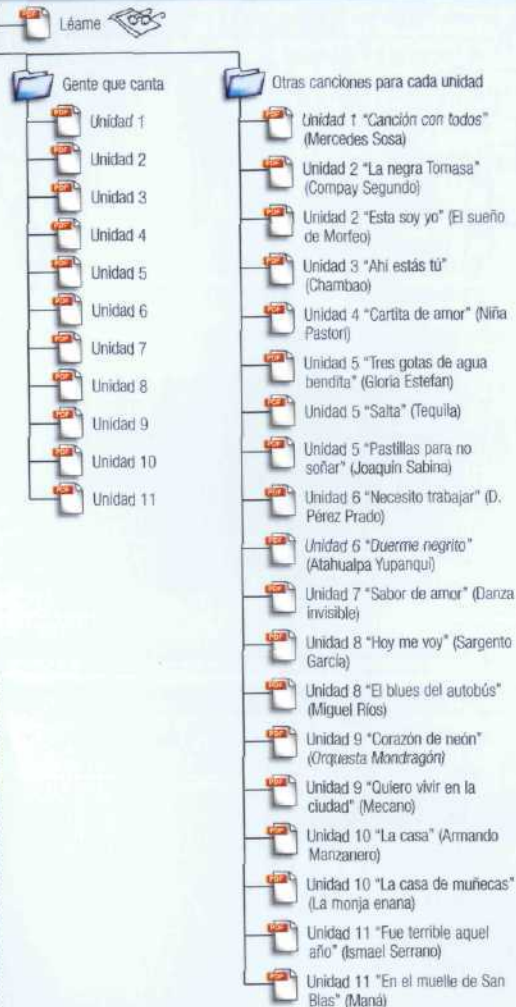 Léame
Gente que canta
Unidad 1
Unidad 2
Unidad 3
Unidad 4
Unidad 5
Unidad 6
Unidad 7
Unidad 8
Unidad 9
Unidad 10
Unidad 11
Otras canciones para cada unidad
Unidad 1 "Canción con todos"
(Mercedes Sosa)
Unidad 2 "La negra Tomasa"
(Compay Segundo)
Unidad 2 "Esta soy yo" (El sueño
de Morfeo)
Unidad 3 "Ahí estás tú"
(Chambao)
Unidad 4 "Cartita de amor" (Niña
Pastori)
Unidad 5 "Tres gotas de agua
bendita" (Gloria Estefan)
Unidad 5 "Salta" (Tequila)
Unidad 5 "Pastillas para no
soñar" (Joaquín Sabina)
Unidad 6 "Necesito trabajar" (D.
Pérez Prado)
Unidad 6 "Duerme negrito"
(Atahualpa Yupanqui)
Unidad 7 "Sabor de amor" (Danza
invisible)
Unidad 8 "Hoy me voy" (Sargento
García)
Unidad 8 "El blues del autobús"
(Miguel Ríos)
Unidad 9 "Corazón de neón"
(Orquesta Mondragón)
Unidad 9 "Quiero vivir en la
ciudad" (Mecano)
Unidad 10 "La casa" (Armando
Manzanero)
Unidad 10 "La casa de muñecas"
(La monja enana)
Unidad 11 "Fue terrible aquel
año" (Ismael Serrano)
Unidad 11 "En el muelle de San
Blas" (Maná)